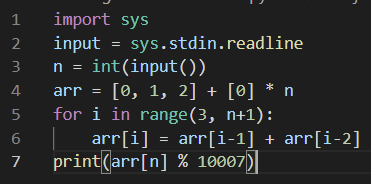 1 import sys
2 input = sys.stdin.readline
3 n = int(input())
4 arr = [0, 1, 2] + [0] * n
5 for i in range(3, n+1):
6     arr[i] = arr[i-1] + arr[i-2]
7 print(arr[n] % 10007)